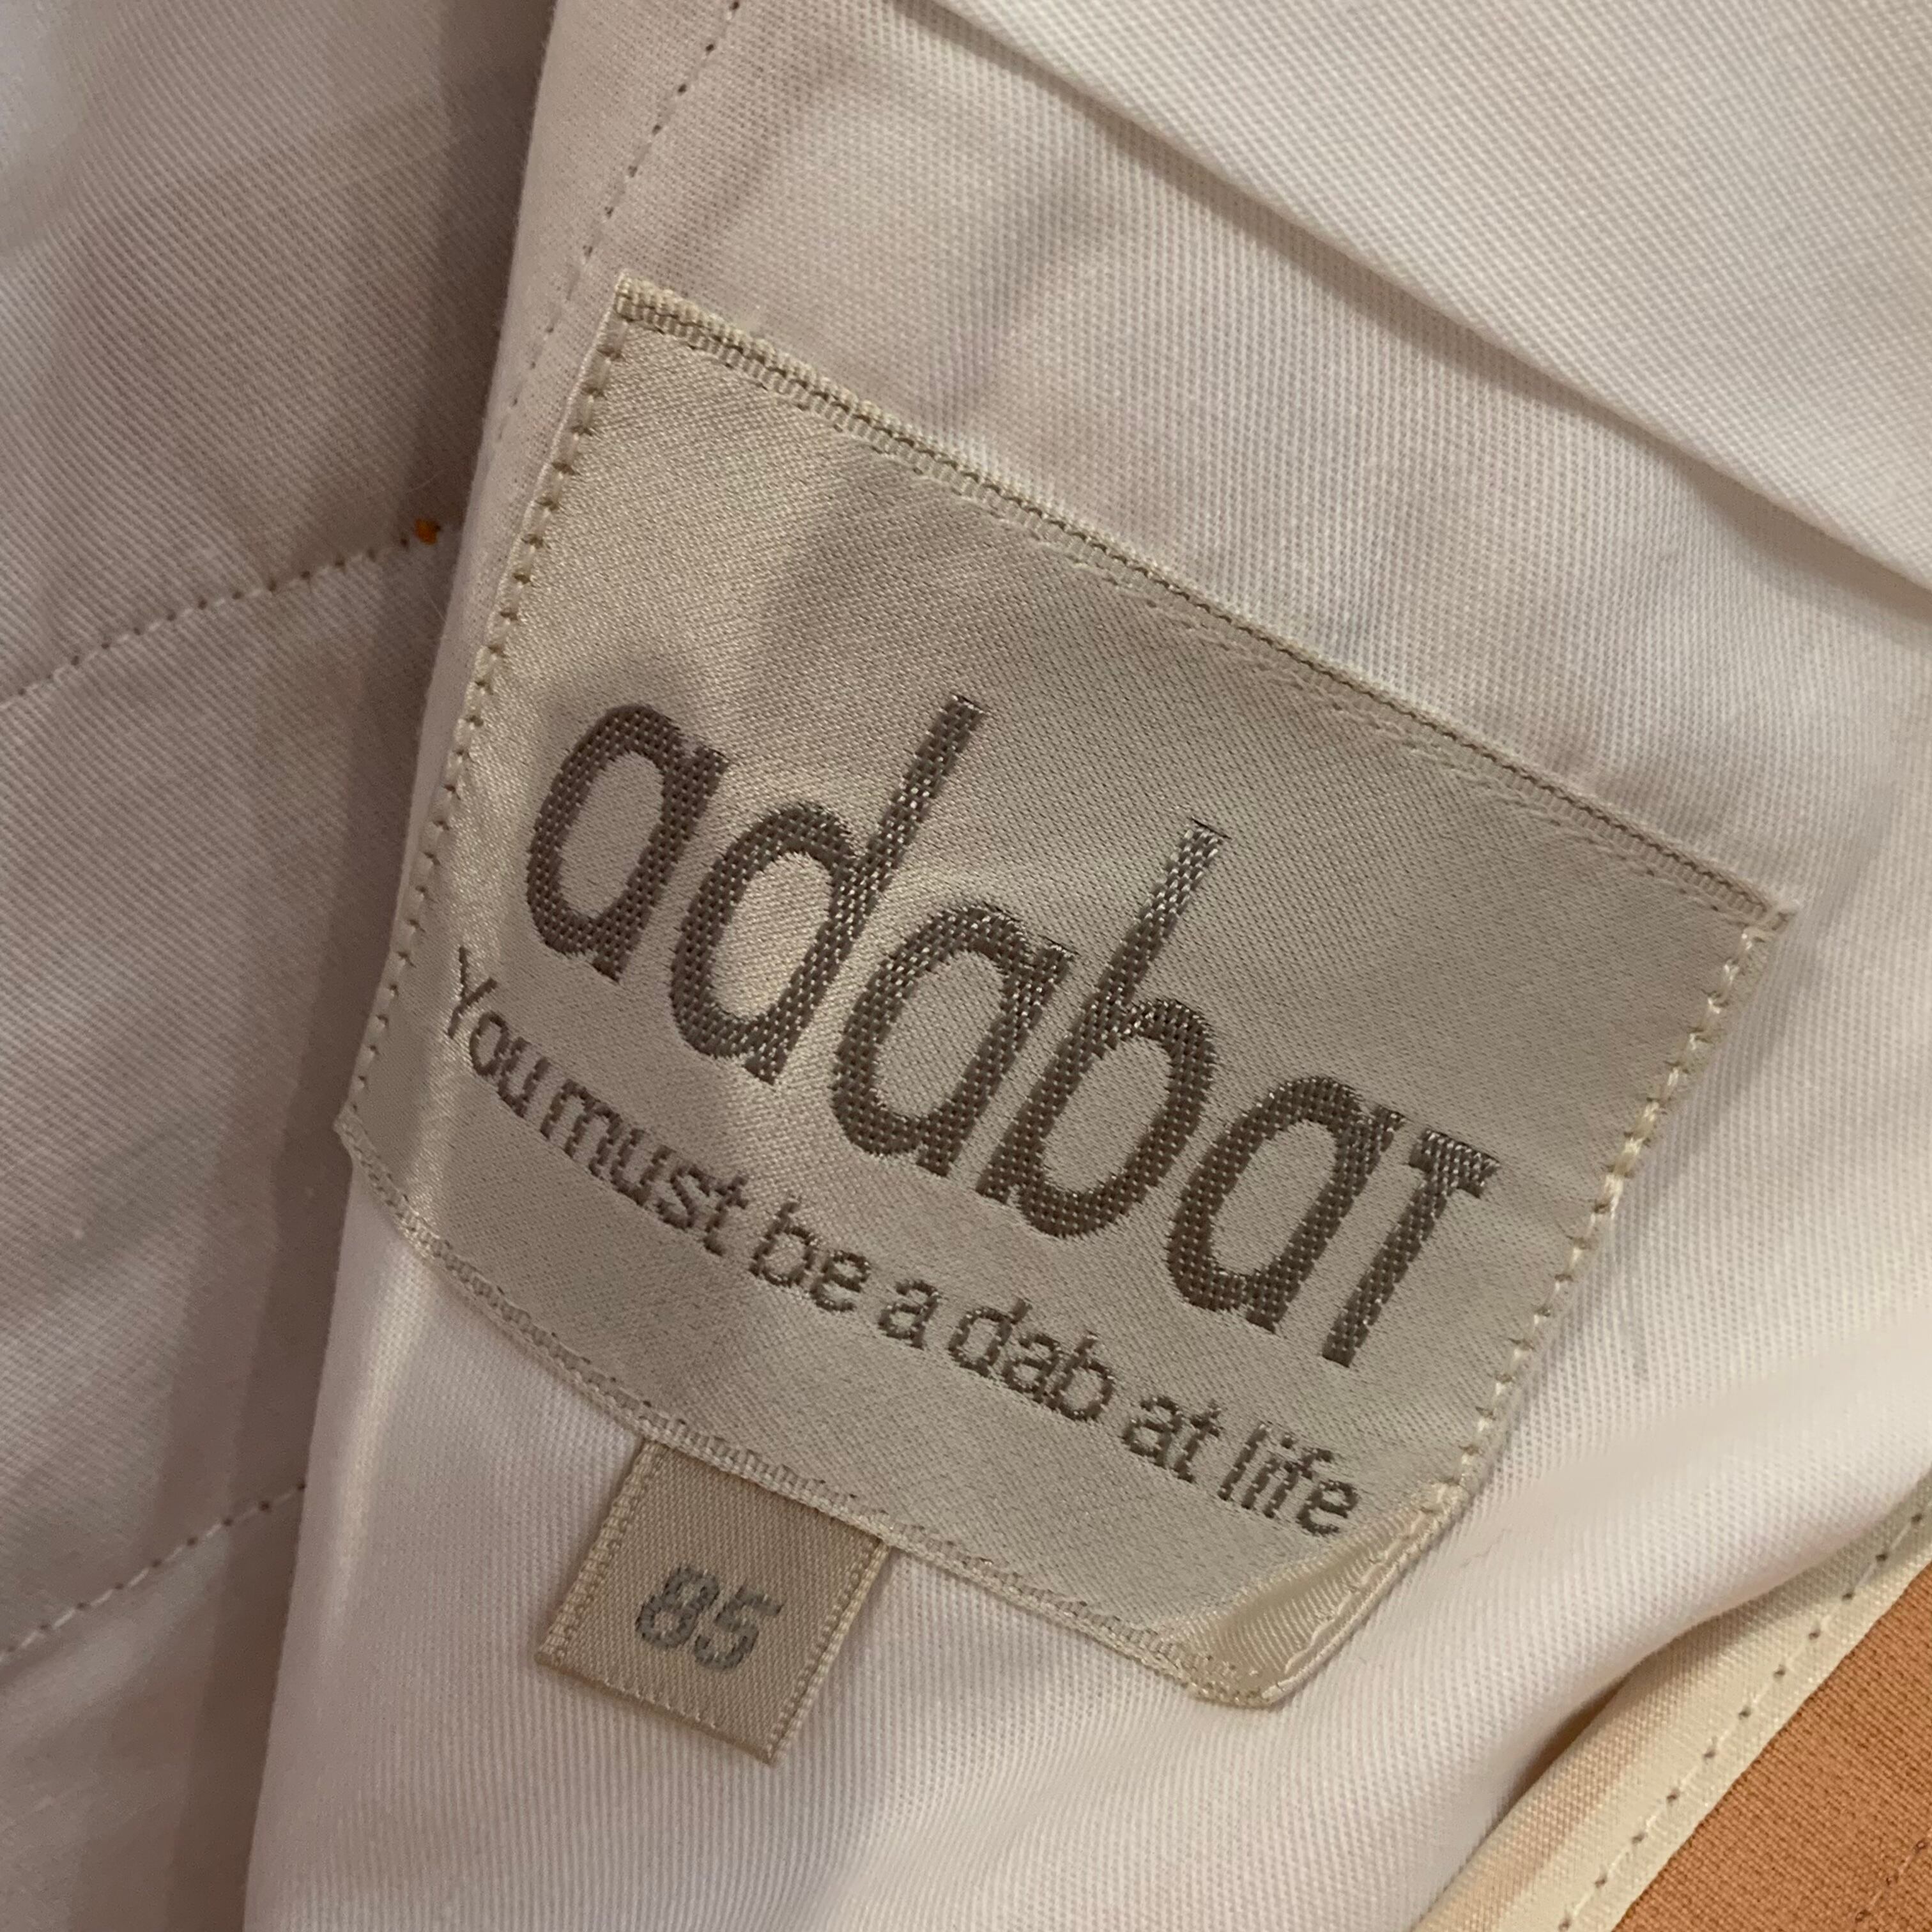 adabat
You must be a dab at life
85